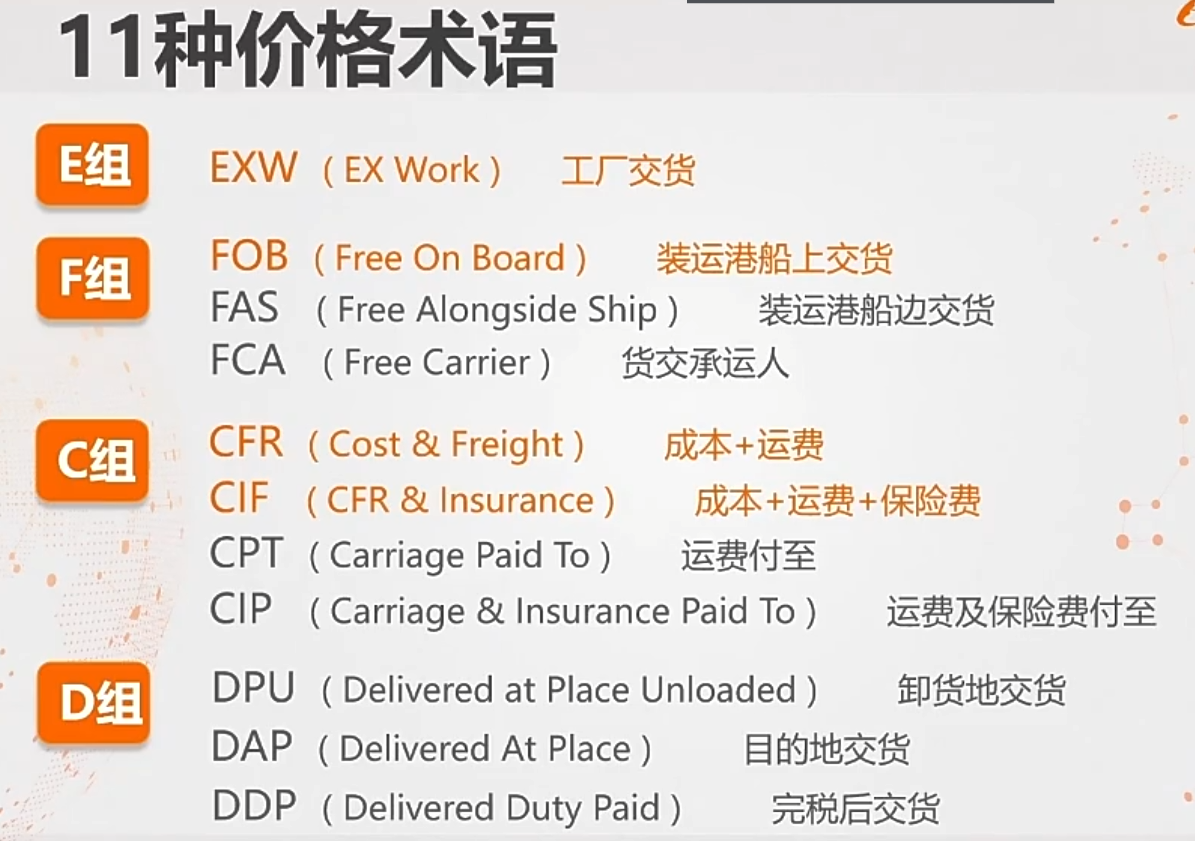 11种价格术语
E组
EXW （EX Work） 工厂交货
F组
FOB （Free On Board） 装运港船上交货
FAS （Free Alongside Ship） 装运港船边交货
FCA （Free Carrier） 货交承运人
C组
CFR （Cost & Freight） 成本+运费
CIF （CFR & Insurance） 成本+运费+保险费
CPT （Carriage Paid To） 运费付至
CIP （Carriage & Insurance Paid To） 运费及保险费付至
D组
DPU （Delivered at Place Unloaded） 卸货地交货
DAP （Delivered At Place） 目的地交货
DDP （Delivered Duty Paid） 完税后交货